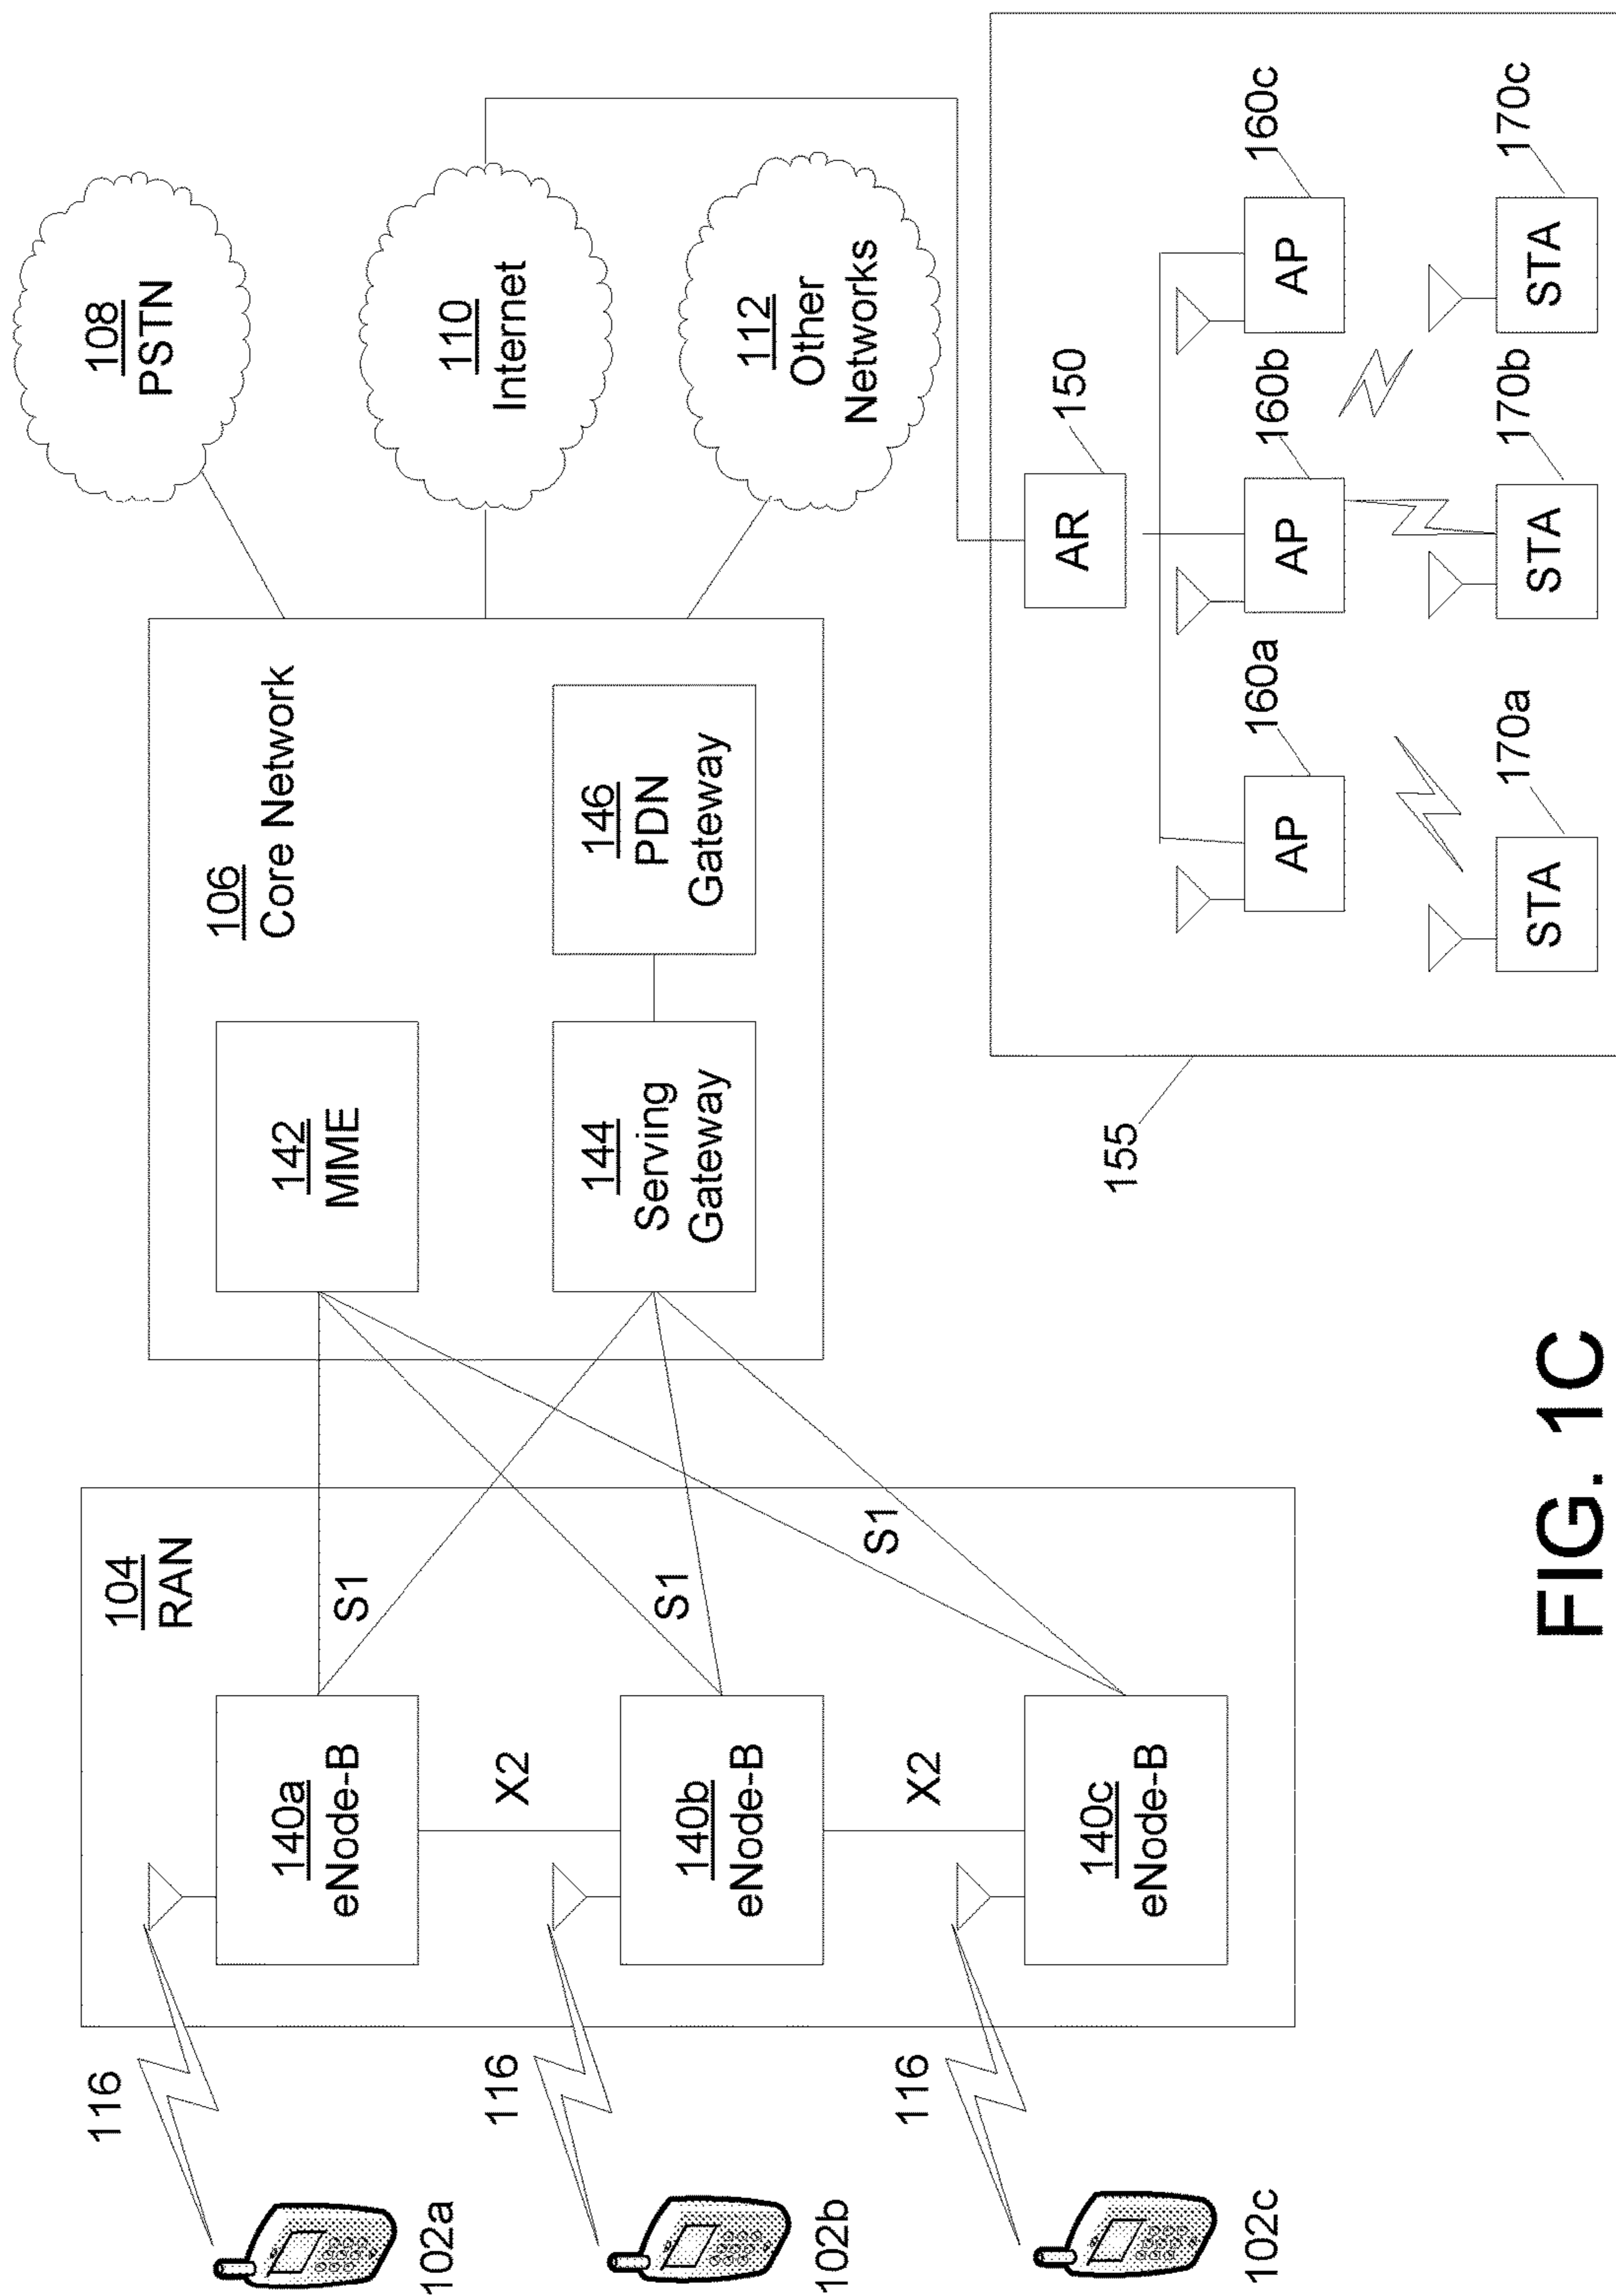 116
102a
116
102b
116
102c
104
RAN
140a
eNode-B
X2
140b
eNode-B
X2
140c
eNode-B
S1
S1
S1
106
Core Network
142
MME
144
Serving
Gateway
146
PDN
Gateway
108
PSTN
110
Internet
112
Other
Networks
155
AR
150
AP
160a
AP
160b
AP
160c
STA
170a
STA
170b
STA
170c
FIG. 1C